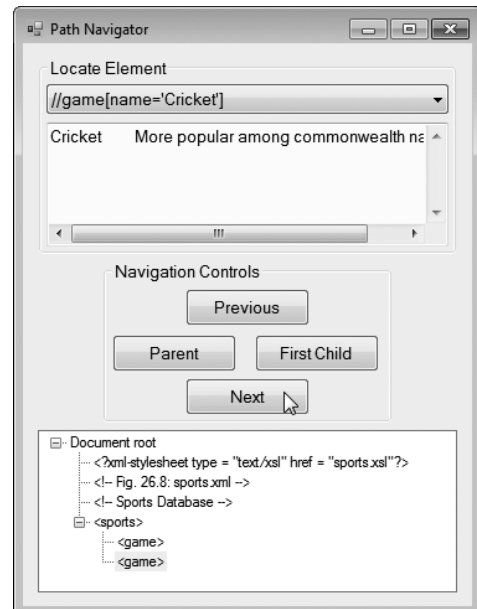 Path Navigator
Locate Element
//game[name='Cricket']
Cricket More popular among commonwealth na
Navigation Controls
Previous
Parent First Child
Next
Document root
<?xml-stylesheet type = "text/xsl" href = "sports.xsl"?>
<!-- Fig. 26.8: sports.xml -->
<!-- Sports Database -->
<sports>
<game>
<game>